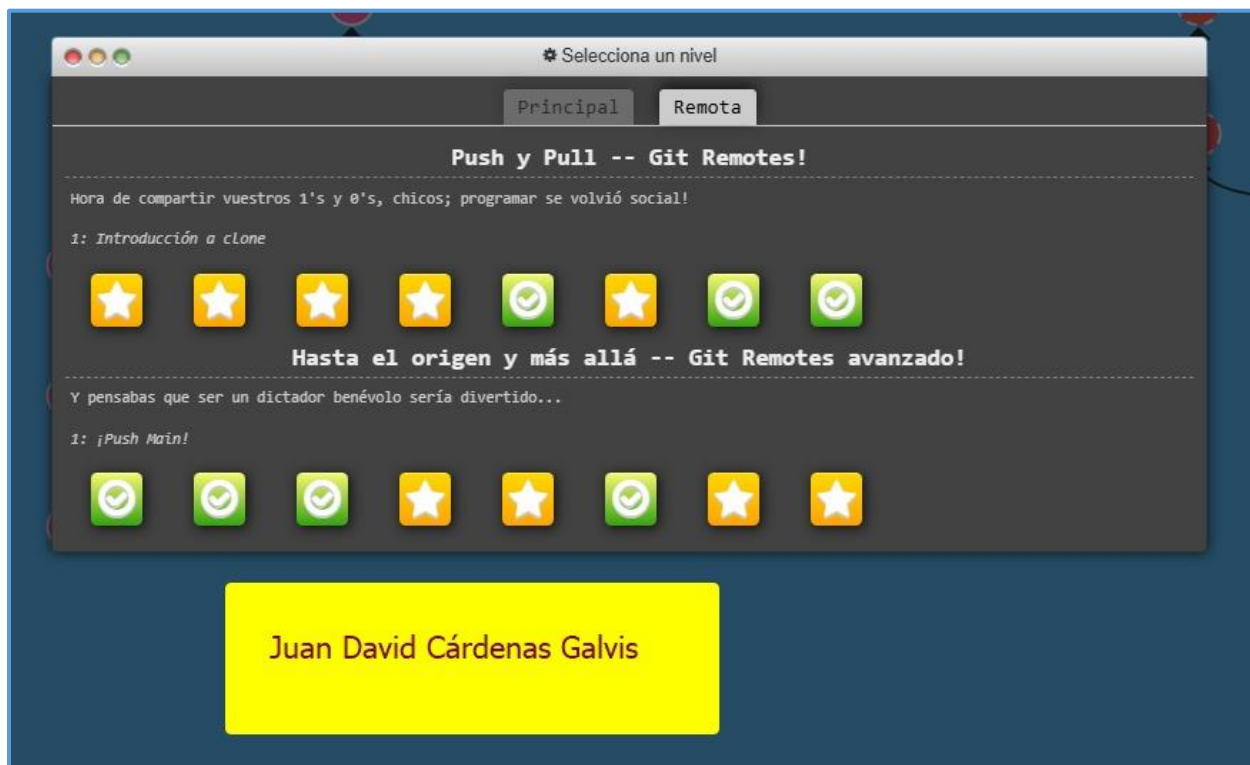 Selecciona un nivel
Principal Remota
Push y Pull -- Git Remotes!
Hora de compartir vuestros 1's y 0's, chicos; programar se volvió social!
1: Introducción a clone
Hasta el origen y más allá -- Git Remotes avanzado!
Y pensabas que ser un dictador benévolo sería divertido...
1: ¡Push Main!
Juan David Cárdenas Galvis